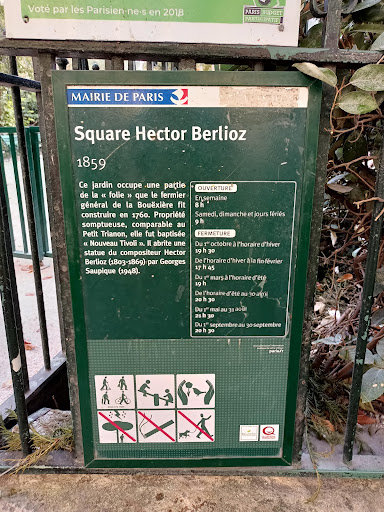 Voté par les Parisien·ne·s en 2018
PARIS BUDGET
PARTICIPATIF
MAIRIE DE PARIS
Square Hector Berlioz
1859
Ce jardin occupe une partie
de la « folie » que le fermier
général de la Bouëxière fit
construire en 1760. Propriété
somptueuse, comparable au
Petit Trianon, elle fut baptisée
« Nouveau Tivoli ». Il abrite une
statue du compositeur Hector
Berlioz (1803-1869) par Georges
Saupique (1948).
OUVERTURE
En semaine
8 h
Samedi, dimanche et jours fériés
9 h
FERMETURE
Du 1er octobre à l'horaire d'hiver
19 h 30
De l'horaire d'hiver à la fin février
17 h 45
Du 1er mars à l'horaire d'été
19 h
De l'horaire d'été au 30 avril
20 h 30
Du 1er mai au 31 août
21 h 30
Du 1er septembre au 30 septembre
20 h 30
paris.fr